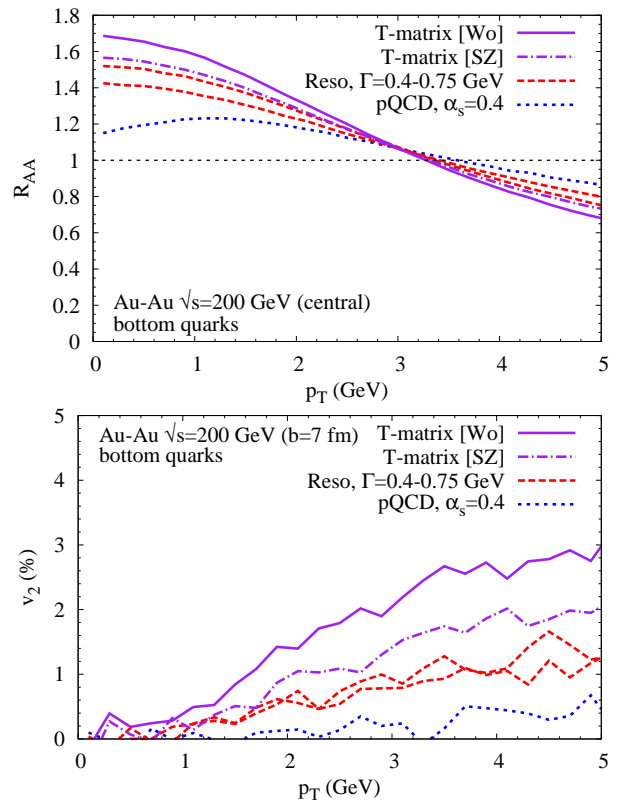 1.8
1.6
1.4
1.2
1
0.8
0.6
0.4
0.2
0
R_AA
T-matrix [Wo]
T-matrix [SZ]
Reso, Γ=0.4-0.75 GeV
pQCD, α_s=0.4
Au-Au √s=200 GeV (central)
bottom quarks
0 1 2 3 4 5
p_T (GeV)
5
4
3
2
1
0
v_2 (%)
Au-Au √s=200 GeV (b=7 fm)
bottom quarks
T-matrix [Wo]
T-matrix [SZ]
Reso, Γ=0.4-0.75 GeV
pQCD, α_s=0.4
0 1 2 3 4 5
p_T (GeV)